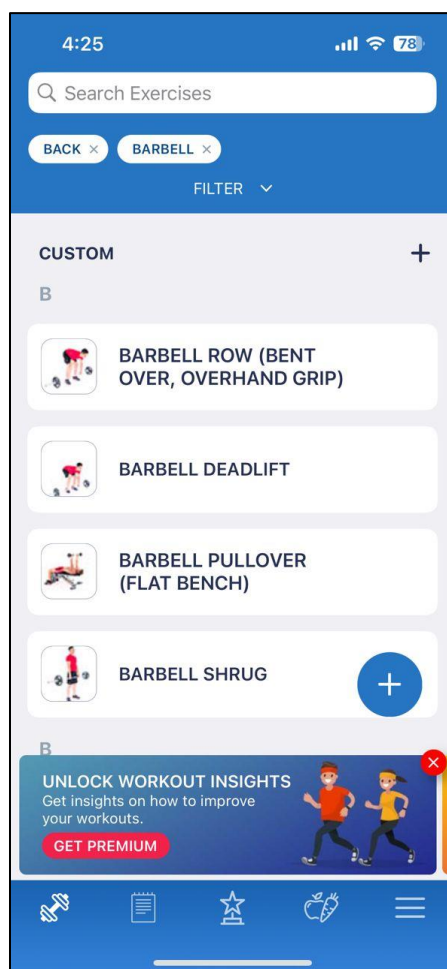 4:25
78
Search Exercises
BACK ×
BARBELL ×
FILTER
CUSTOM
B
BARBELL ROW (BENT
OVER, OVERHAND GRIP)
BARBELL DEADLIFT
BARBELL PULLOVER
(FLAT BENCH)
BARBELL SHRUG
B
UNLOCK WORKOUT INSIGHTS
Get insights on how to improve
your workouts.
GET PREMIUM